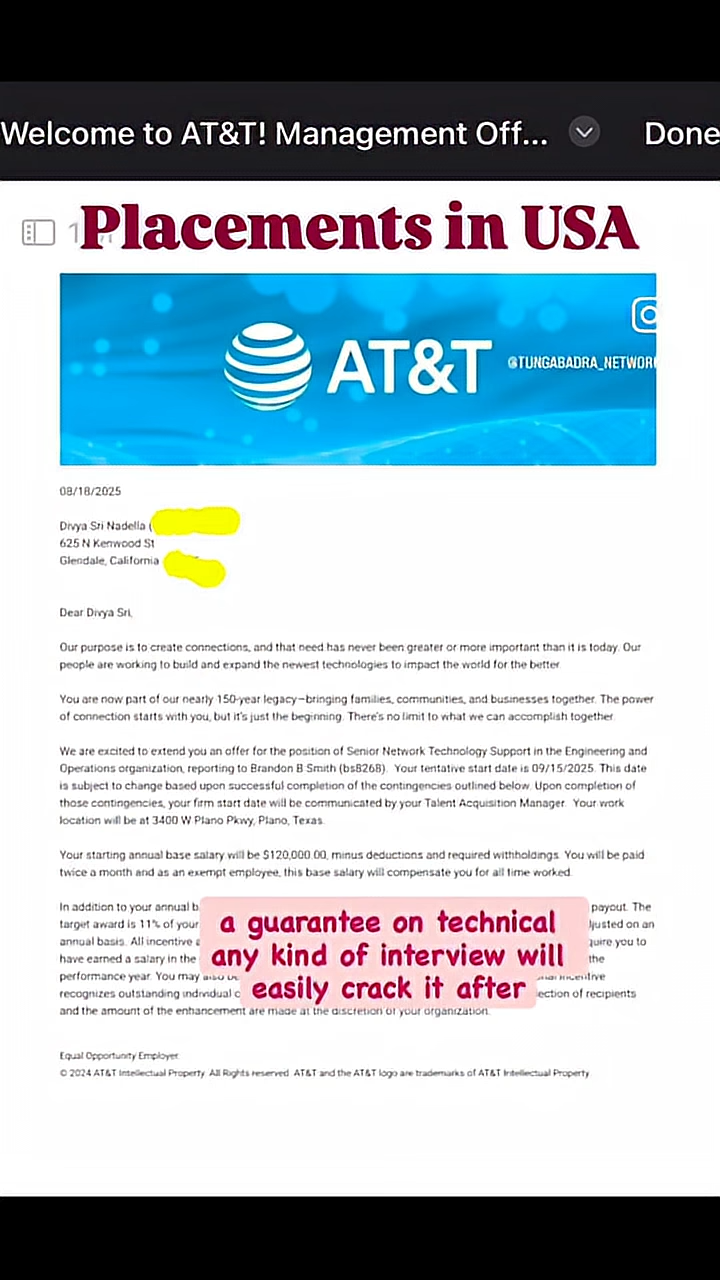 Welcome to AT&T! Management Off...
Done
Placements in USA
AT&T
@TUNGABADRA_NETWOR
08/18/2025
Divya Sri Nadella (
625 N Kenwood St
Glendale, California
Dear Divya Sri,
Our purpose is to create connections, and that need has never been greater or more important than it is today. Our
people are working to build and expand the newest technologies to impact the world for the better.
You are now part of our nearly 150-year legacy—bringing families, communities, and businesses together. The power
of connection starts with you, but it's just the beginning. There's no limit to what we can accomplish together.
We are excited to extend you an offer for the position of Senior Network Technology Support in the Engineering and
Operations organization, reporting to Brandon B Smith (bs8268). Your tentative start date is 09/15/2025. This date
is subject to change based upon successful completion of the contingencies outlined below. Upon completion of
those contingencies, your firm start date will be communicated by your Talent Acquisition Manager. Your work
location will be at 3400 W Plano Pkwy, Plano, Texas.
Your starting annual base salary will be $120,000.00, minus deductions and required withholdings. You will be paid
twice a month and as an exempt employee, this base salary will compensate you for all time worked.
In addition to your annual b payout. The
target award is 11% of your justed on an
annual basis. All incentive quire you to
have earned a salary in the the
performance year. You may
recognizes outstanding individual ection of recipients
and the amount of the enhancement are made at the discretion of your organization.
a guarantee on technical
any kind of interview will
easily crack it after
Equal Opportunity Employer
© 2024 AT&T Intellectual Property. All Rights reserved. AT&T and the AT&T logo are trademarks of AT&T Intellectual Property.